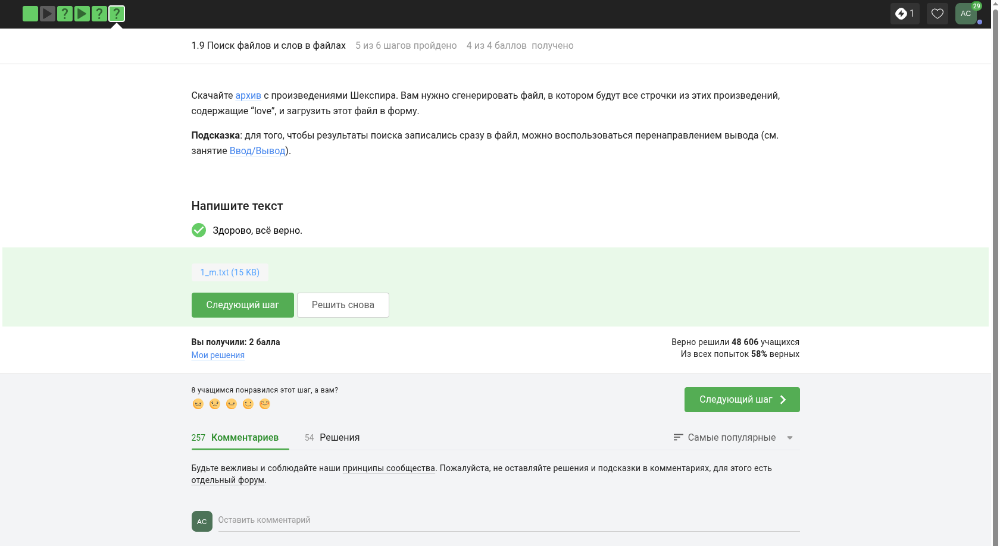 ? ? ?
1
AC
29
1.9 Поиск файлов и слов в файлах 5 из 6 шагов пройдено 4 из 4 баллов получено
Скачайте архив с произведениями Шекспира. Вам нужно сгенерировать файл, в котором будут все строчки из этих произведений,
содержащие “love”, и загрузить этот файл в форму.
Подсказка: для того, чтобы результаты поиска записались сразу в файл, можно воспользоваться перенаправлением вывода (см.
занятие Ввод/Вывод).
Напишите текст
Здорово, всё верно.
1_m.txt (15 KB)
Следующий шаг Решить снова
Вы получили: 2 балла
Мои решения
Верно решили 48 606 учащихся
Из всех попыток 58% верных
8 учащимся понравился этот шаг, а вам?
Следующий шаг
257 Комментариев 54 Решения Самые популярные
Будьте вежливы и соблюдайте наши принципы сообщества. Пожалуйста, не оставляйте решения и подсказки в комментариях, для этого есть
отдельный форум.
AC Оставить комментарий